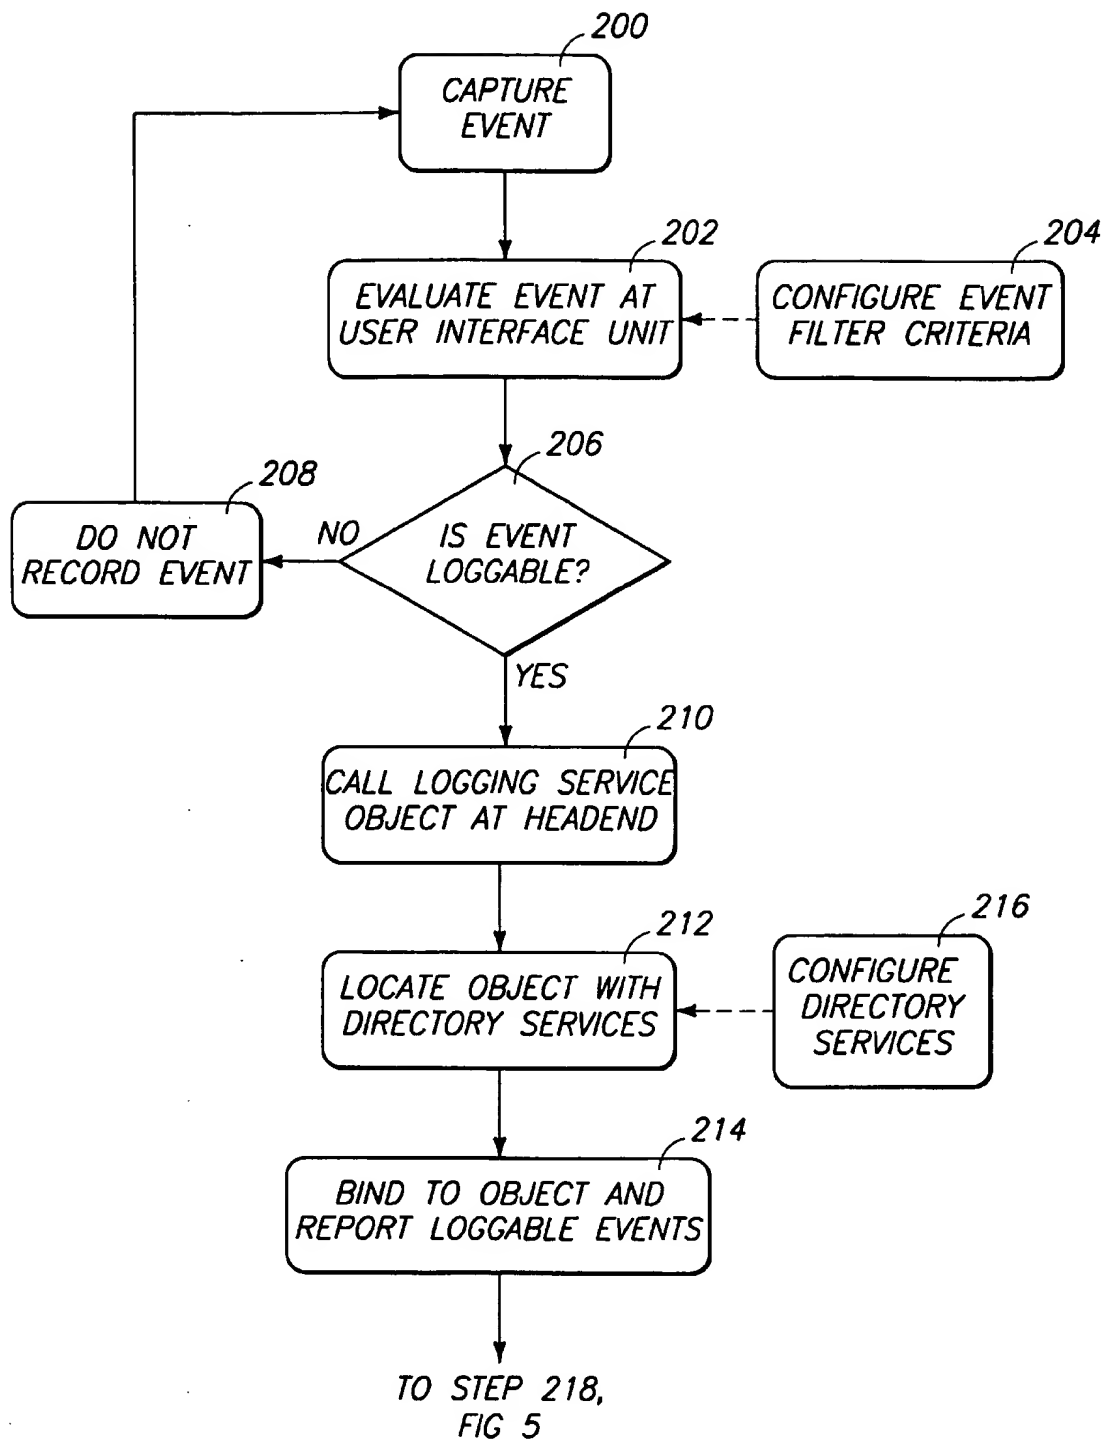 200
CAPTURE
EVENT
202
EVALUATE EVENT AT
USER INTERFACE UNIT
204
CONFIGURE EVENT
FILTER CRITERIA
206
IS EVENT
LOGGABLE?
NO
208
DO NOT
RECORD EVENT
YES
210
CALL LOGGING SERVICE
OBJECT AT HEADEND
212
LOCATE OBJECT WITH
DIRECTORY SERVICES
216
CONFIGURE
DIRECTORY
SERVICES
214
BIND TO OBJECT AND
REPORT LOGGABLE EVENTS
TO STEP 218,
FIG 5